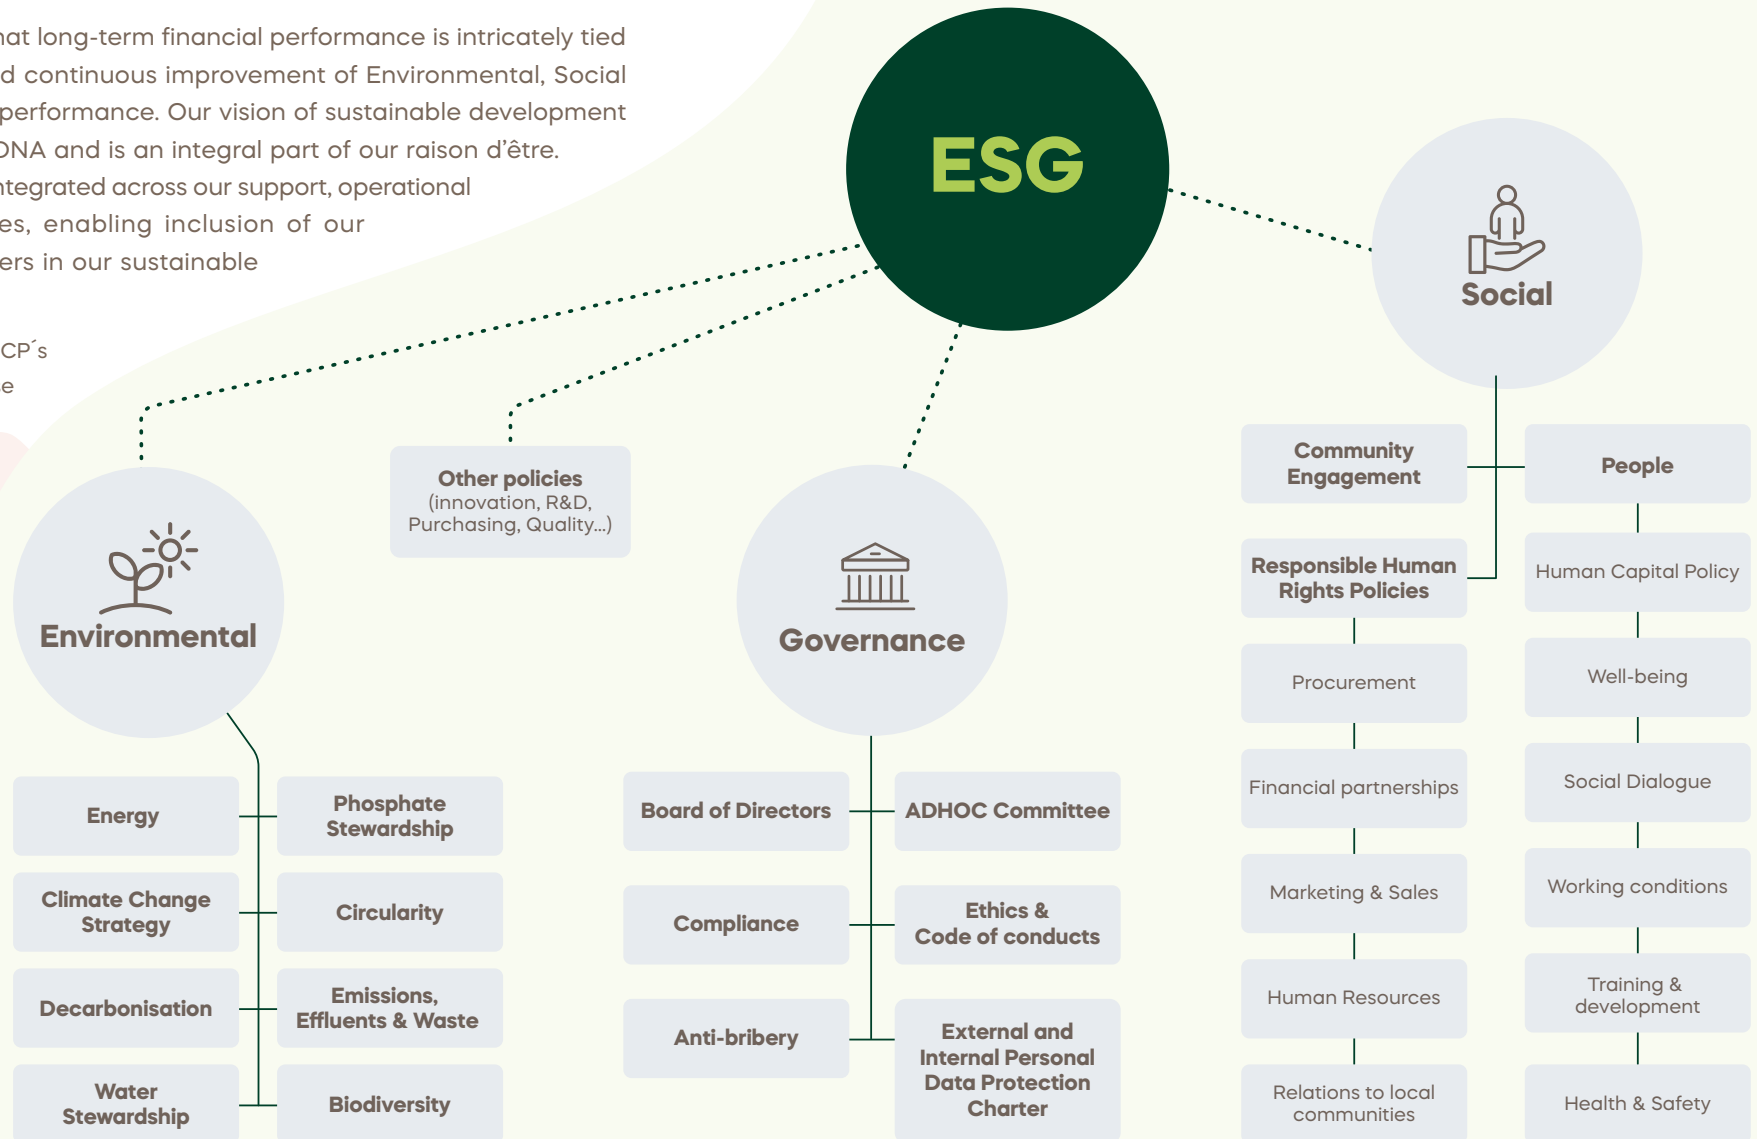 hat long-term financial performance is intricately tied
d continuous improvement of Environmental, Social
performance. Our vision of sustainable development
DNA and is an integral part of our raison d’être.
ntegrated across our support, operational
es, enabling inclusion of our
ers in our sustainable
CP´s
e
ESG
Social
Environmental
Other policies
(innovation, R&D,
Purchasing, Quality...)
Governance
Energy
Phosphate
Stewardship
Climate Change
Strategy
Circularity
Decarbonisation
Emissions,
Effluents & Waste
Water
Stewardship
Biodiversity
Board of Directors
ADHOC Committee
Compliance
Ethics &
Code of conducts
Anti-bribery
External and
Internal Personal
Data Protection
Charter
Community
Engagement
Responsible Human
Rights Policies
Procurement
Financial partnerships
Marketing & Sales
Human Resources
Relations to local
communities
People
Human Capital Policy
Well-being
Social Dialogue
Working conditions
Training &
development
Health & Safety